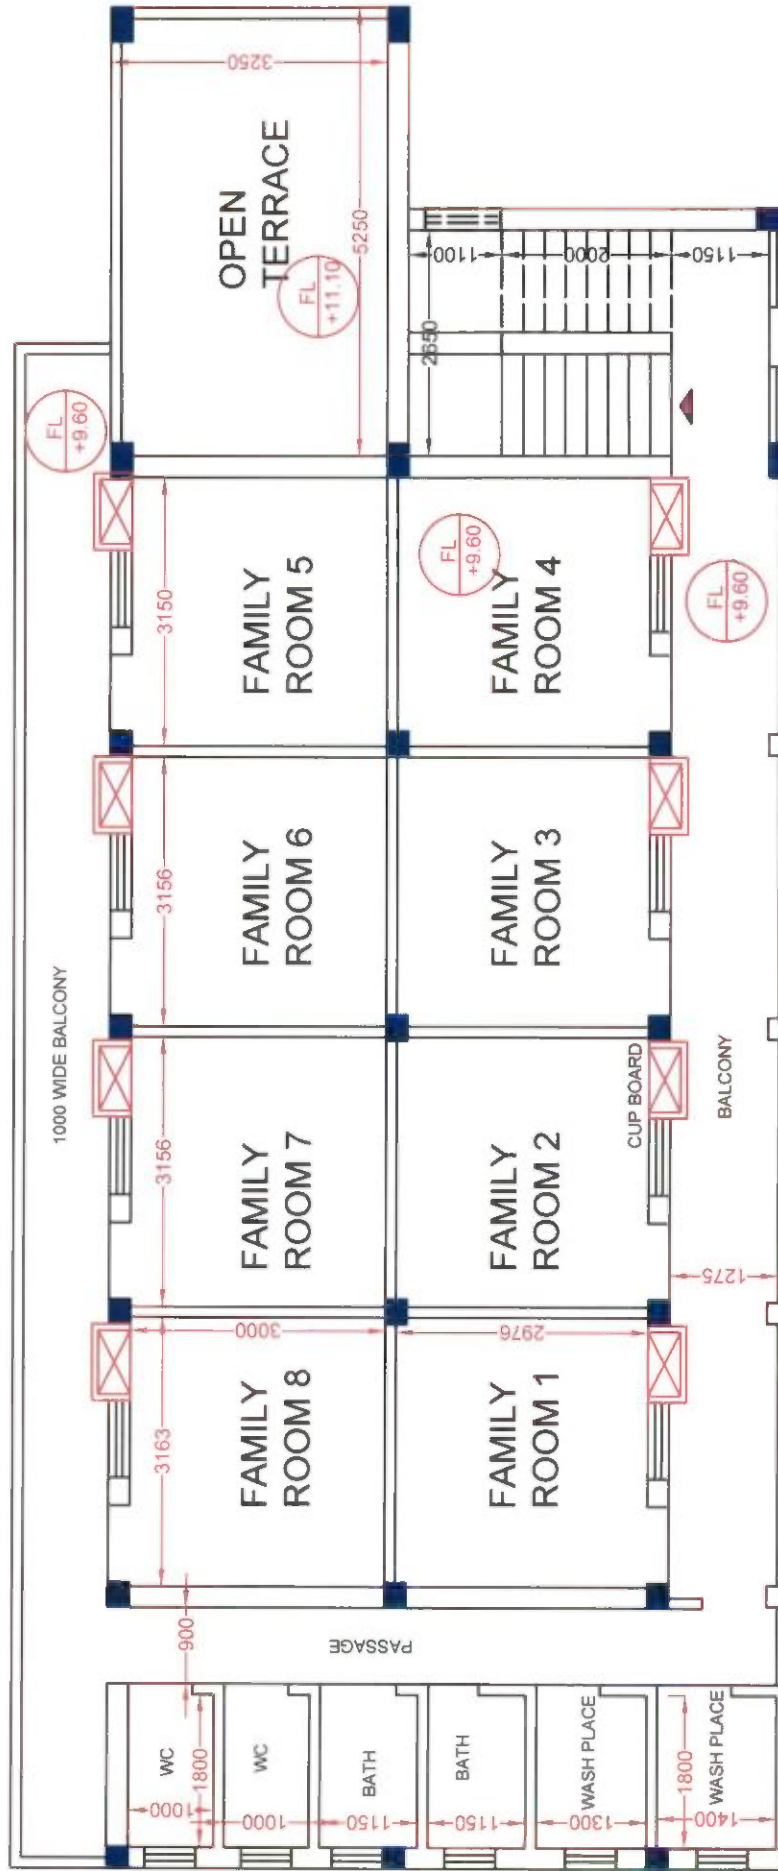 1000 WIDE BALCONY
FL
+9.60
3163
3156
3156
3150
FAMILY
ROOM 8
FAMILY
ROOM 7
FAMILY
ROOM 6
FAMILY
ROOM 5
OPEN
TERRACE
FL
+11.10
3250
5250
3000
2976
900
PASSAGE
WC
1000
1800
WC
1000
BATH
1150
BATH
1150
WASH PLACE
1300
WASH PLACE
1800
1400
FAMILY
ROOM 1
FAMILY
ROOM 2
FAMILY
ROOM 3
FAMILY
ROOM 4
FL
+9.60
2650
1100
2000
1150
CUP BOARD
BALCONY
1275
FL
+9.60